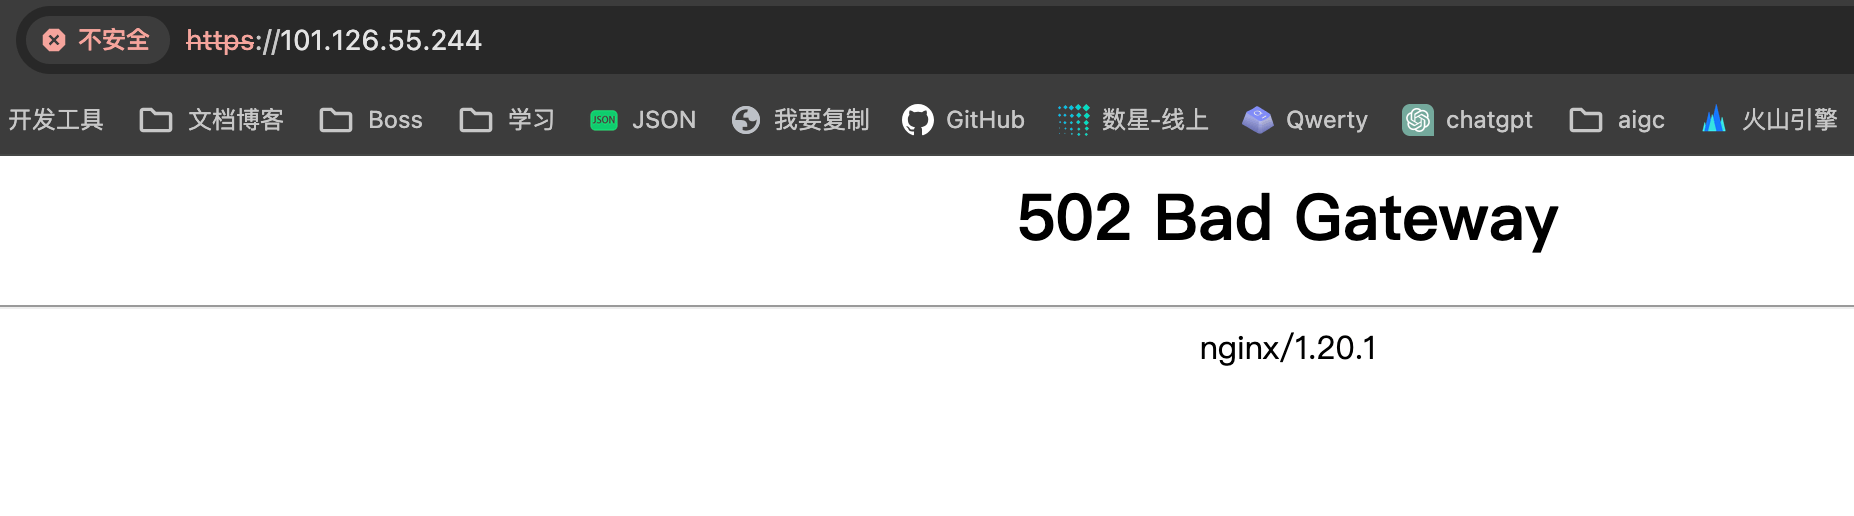 不安全 https://101.126.55.244
开发工具 文档博客 Boss 学习 JSON JSON 我要复制 GitHub 数星-线上 Qwerty chatgpt aigc 火山引擎
502 Bad Gateway
nginx/1.20.1